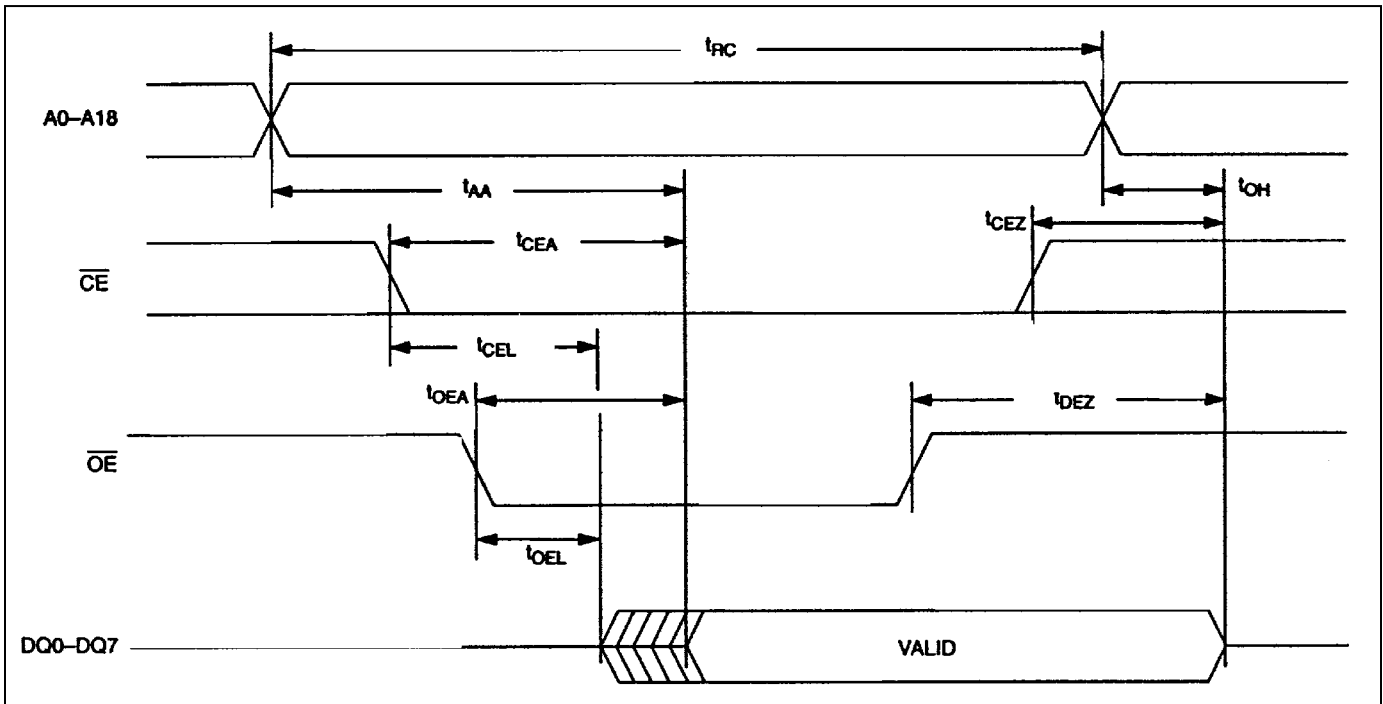 tRC
A0–A18
tAA
tOH
tCEZ
tCEA
CE
tCEL
tOEA
tDEZ
OE
tOEL
DQ0–DQ7
VALID